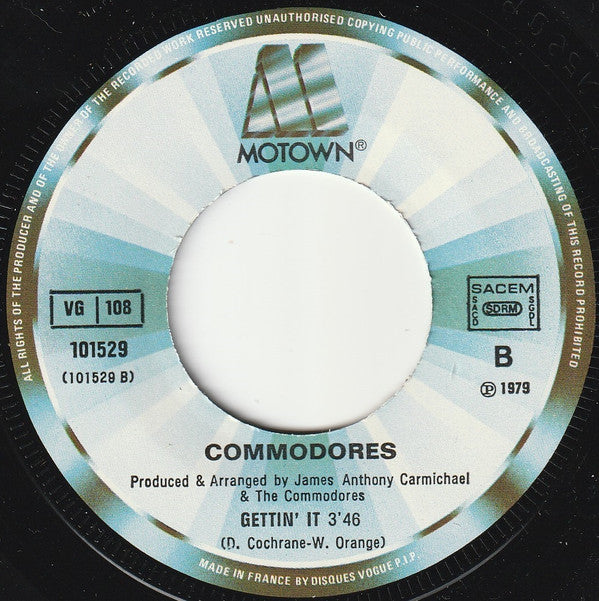 ALL RIGHTS OF THE PRODUCER AND OF THE OWNER OF THE RECORDED WORK RESERVED UNAUTHORISED COPYING PUBLIC PERFORMANCE AND BROADCASTING OF THIS RECORD PROHIBITED
MOTOWN®
VG 108
101529
(101529 B)
SACEM
SACD SDRM SGDL
B
℗ 1979
COMMODORES
Produced & Arranged by James Anthony Carmichael
& The Commodores
GETTIN' IT 3'46
(D. Cochrane-W. Orange)
MADE IN FRANCE BY DISQUES VOGUE P.I.P.